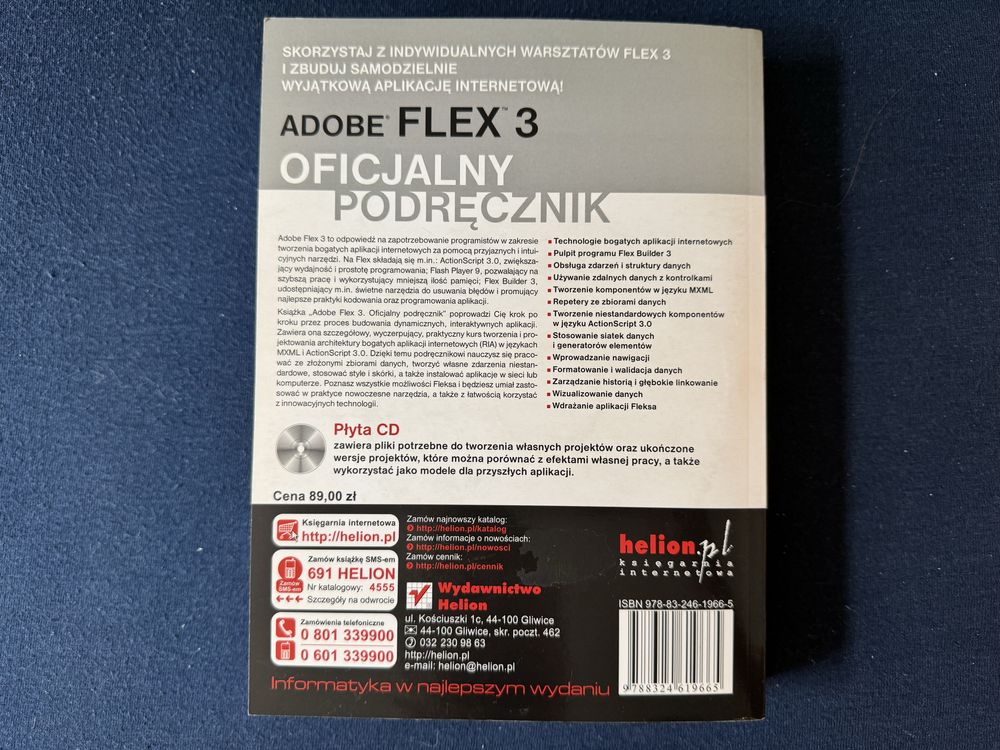 SKORZYSTAJ Z INDYWIDUALNYCH WARSZTATÓW FLEX 3
I ZBUDUJ SAMODZIELNIE
WYJĄTKOWĄ APLIKACJĘ INTERNETOWĄ!
ADOBE® FLEX™ 3
OFICJALNY
PODRĘCZNIK
Adobe Flex 3 to odpowiedź na zapotrzebowanie programistów w zakresie
tworzenia bogatych aplikacji internetowych za pomocą przyjaznych i intui-
cyjnych narzędzi. Na Flex składają się m.in.: ActionScript 3.0, zwiększa-
jący wydajność i prostotę programowania; Flash Player 9, pozwalający na
szybszą pracę i wykorzystujący mniejszą ilość pamięci; Flex Builder 3,
udostępniający m.in. świetne narzędzia do usuwania błędów i promujący
najlepsze praktyki kodowania oraz programowania aplikacji.
Książka „Adobe Flex 3. Oficjalny podręcznik” poprowadzi Cię krok po
kroku przez proces budowania dynamicznych, interaktywnych aplikacji.
Zawiera ona szczegółowy, wyczerpujący, praktyczny kurs tworzenia i pro-
jektowania architektury bogatych aplikacji internetowych (RIA) w językach
MXML i ActionScript 3.0. Dzięki temu podręcznikowi nauczysz się praco-
wać ze złożonymi zbiorami danych, tworzyć własne zdarzenia niestan-
dardowe, stosować style i skórki, a także instalować aplikacje w sieci lub
komputerze. Poznasz wszystkie możliwości Fleksa i będziesz umiał zasto-
sować w praktyce nowoczesne narzędzia, a także z łatwością korzystać
z innowacyjnych technologii.
Technologie bogatych aplikacji internetowych
Pulpit programu Flex Builder 3
Obsługa zdarzeń i struktury danych
Używanie zdalnych danych z kontrolkami
Tworzenie komponentów w języku MXML
Repetery ze zbiorami danych
Tworzenie niestandardowych komponentów
w języku ActionScript 3.0
Stosowanie siatek danych
i generatorów elementów
Wprowadzanie nawigacji
Formatowanie i walidacja danych
Zarządzanie historią i głębokie linkowanie
Wizualizowanie danych
Wdrażanie aplikacji Fleksa
Płyta CD
zawiera pliki potrzebne do tworzenia własnych projektów oraz ukończone
wersje projektów, które można porównać z efektami własnej pracy, a także
wykorzystać jako modele dla przyszłych aplikacji.
Cena 89,00 zł
Księgarnia internetowa
http://helion.pl
Zamów książkę SMS-em
691 HELION
Nr katalogowy: 4555
Zamów
SMS-em
Szczegóły na odwrocie
Zamówienia telefoniczne
0 801 339900
0 601 339900
Zamów najnowszy katalog:
http://helion.pl/katalog
Zamów informacje o nowościach:
http://helion.pl/nowosci
Zamów cennik:
http://helion.pl/cennik
Wydawnictwo
Helion
ul. Kościuszki 1c, 44-100 Gliwice
44-100 Gliwice, skr. poczt. 462
032 230 98 63
http://helion.pl
e-mail: helion@helion.pl
helion.pl
księgarnia
internetowa
ISBN 978-83-246-1966-5
9 788324 619665
Informatyka w najlepszym wydaniu